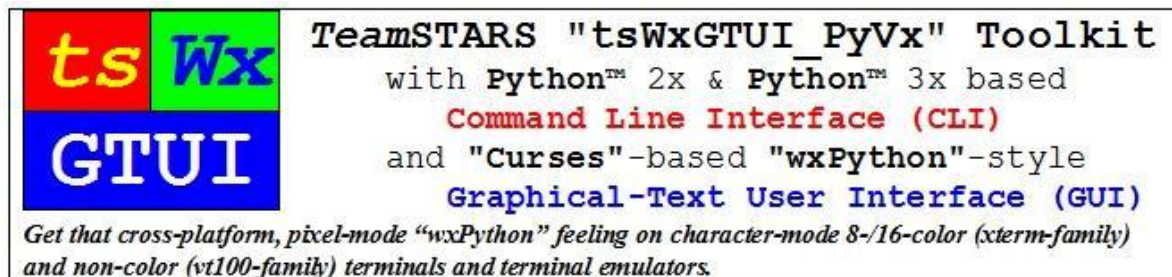 ts Wx
GTUI
TeamSTARS "tsWxGTUI_PyVx" Toolkit
with Python™ 2x & Python™ 3x based
Command Line Interface (CLI)
and "Curses"-based "wxPython"-style
Graphical-Text User Interface (GUI)
Get that cross-platform, pixel-mode “wxPython” feeling on character-mode 8-/16-color (xterm-family)
and non-color (vt100-family) terminals and terminal emulators.